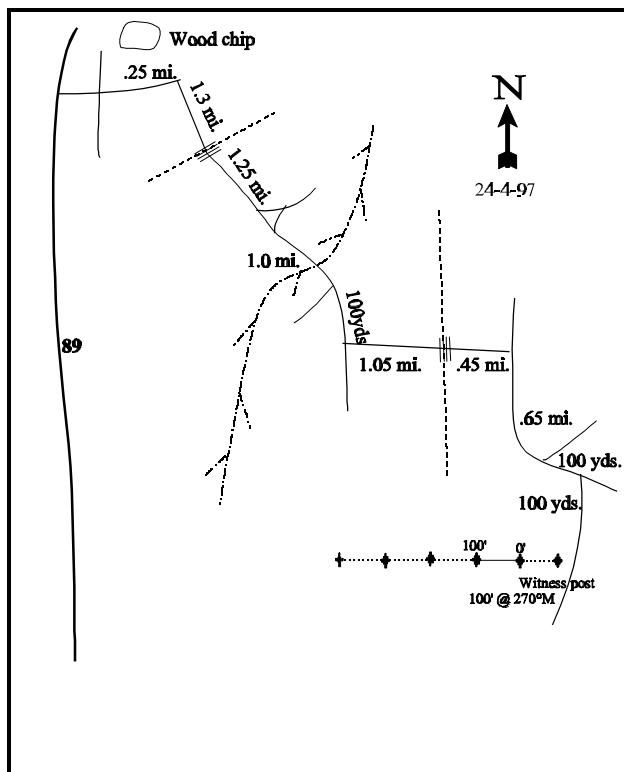 Wood chip
.25 mi.
1.3 mi.
N
1.25 mi.
24-4-97
1.0 mi.
100yds
89
1.05 mi.
.45 mi.
.65 mi.
100 yds.
100 yds.
100' 0'
Witness post
100' @ 270°M